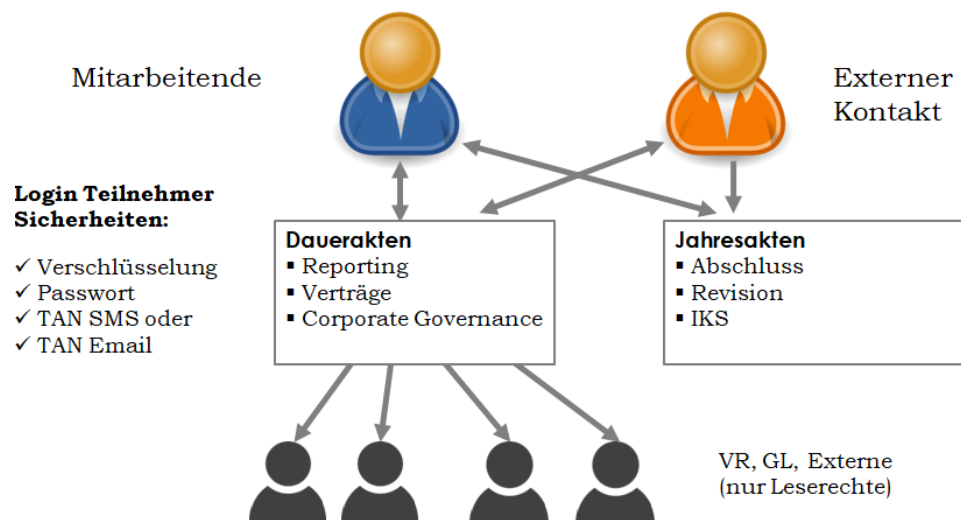 Mitarbeitende
Externer
Kontakt
Login Teilnehmer
Sicherheiten:
✓ Verschlüsselung
✓ Passwort
✓ TAN SMS oder
✓ TAN Email
Dauerakten
▪ Reporting
▪ Verträge
▪ Corporate Governance
Jahresakten
▪ Abschluss
▪ Revision
▪ IKS
VR, GL, Externe
(nur Leserechte)